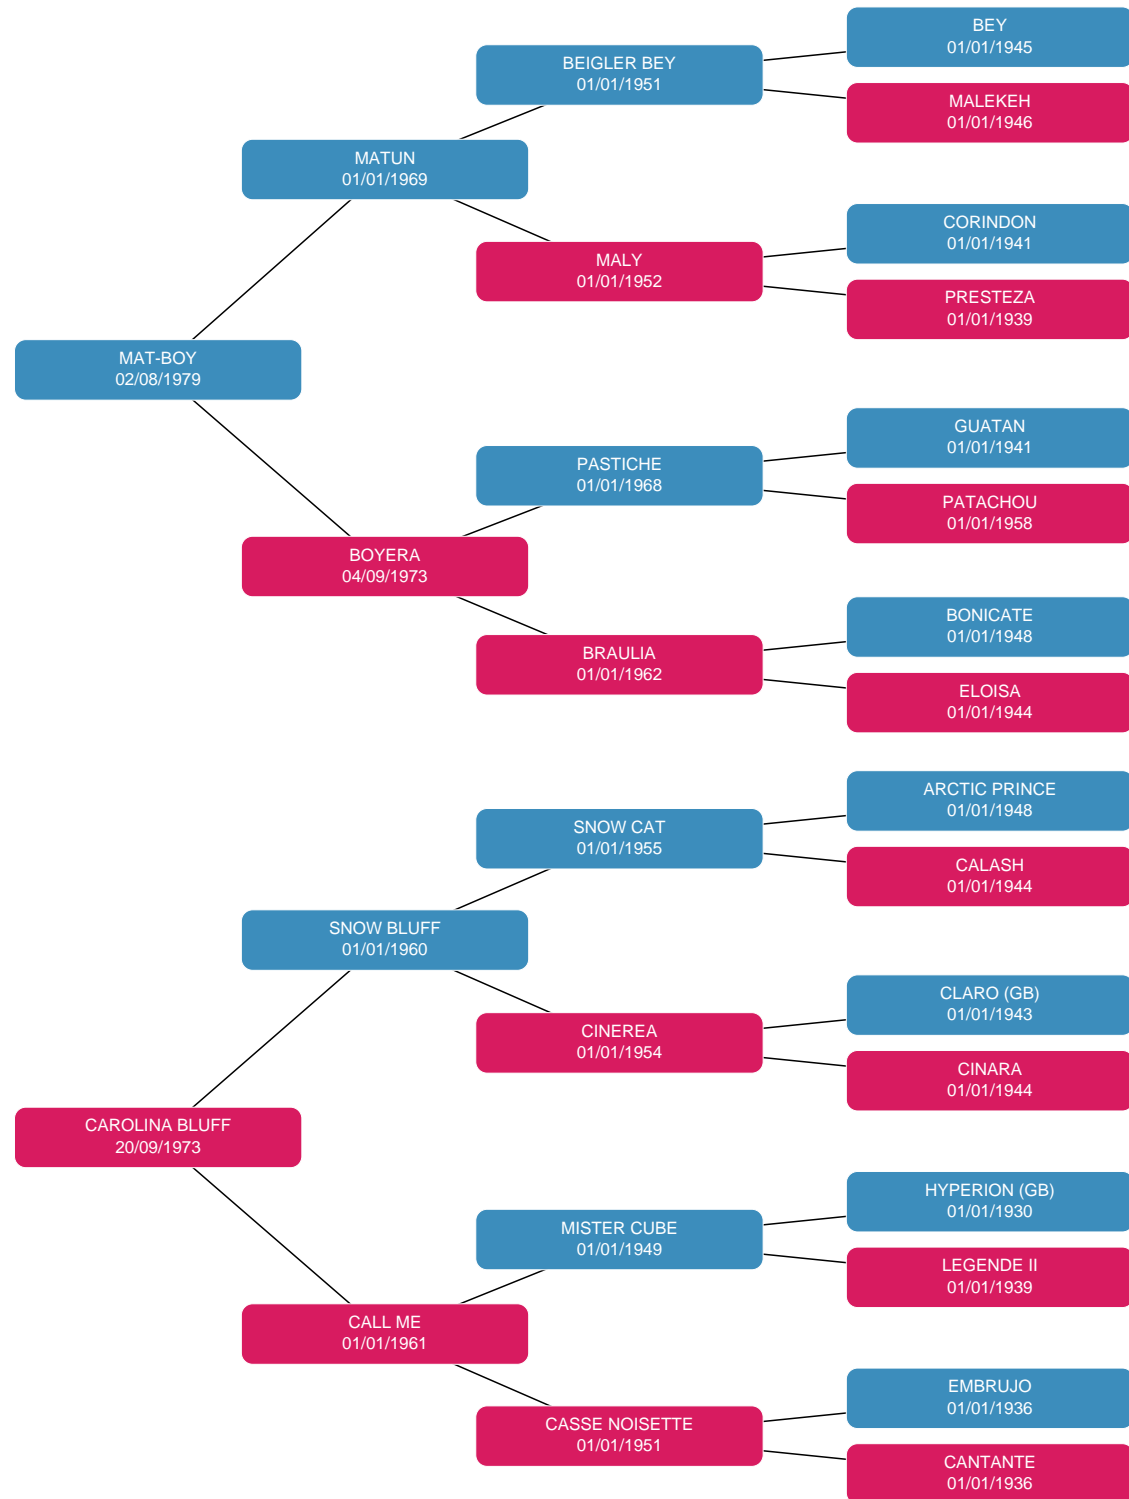 BEY
01/01/1945
BEIGLER BEY
01/01/1951
MALEKEH
01/01/1946
MATUN
01/01/1969
CORINDON
01/01/1941
MALY
01/01/1952
PRESTEZA
01/01/1939
MAT-BOY
02/08/1979
GUATAN
01/01/1941
PASTICHE
01/01/1968
PATACHOU
01/01/1958
BOYERA
04/09/1973
BONICATE
01/01/1948
BRAULIA
01/01/1962
ELOISA
01/01/1944
ARCTIC PRINCE
01/01/1948
SNOW CAT
01/01/1955
CALASH
01/01/1944
SNOW BLUFF
01/01/1960
CLARO (GB)
01/01/1943
CINEREA
01/01/1954
CINARA
01/01/1944
CAROLINA BLUFF
20/09/1973
HYPERION (GB)
01/01/1930
MISTER CUBE
01/01/1949
LEGENDE II
01/01/1939
CALL ME
01/01/1961
EMBRUJO
01/01/1936
CASSE NOISETTE
01/01/1951
CANTANTE
01/01/1936